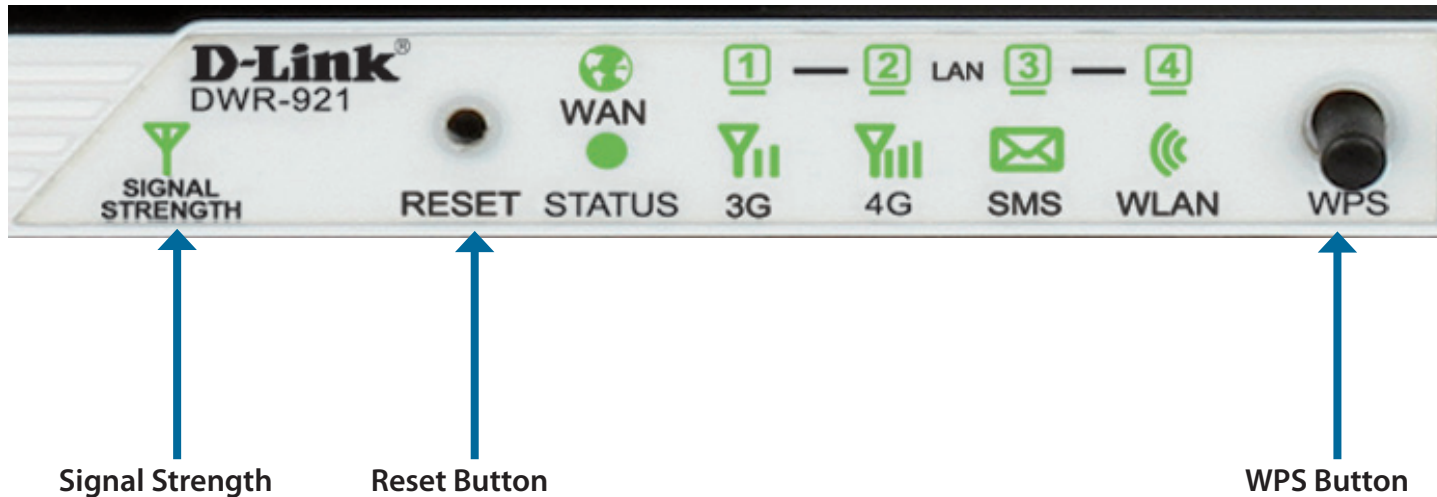 D-Link®
DWR-921
SIGNAL
STRENGTH
RESET
WAN
STATUS
1 2 LAN 3 4
3G 4G SMS WLAN
WPS
Signal Strength
Reset Button
WPS Button